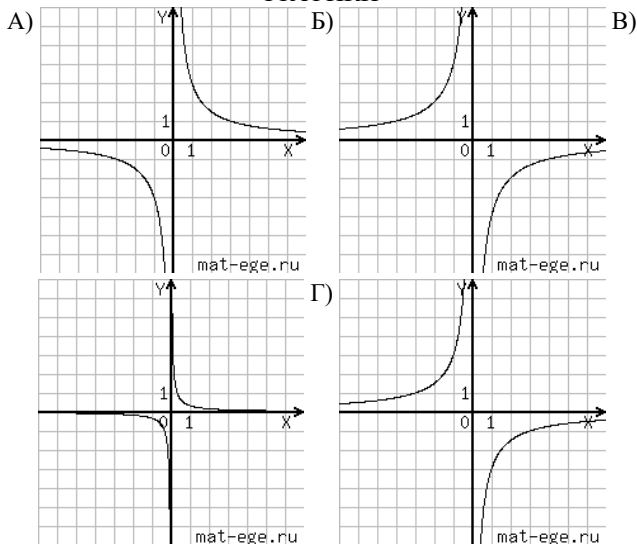 А)
Y
1
0 1 X
mat-ege.ru
Б)
Y
1
0 1 X
mat-ege.ru
В)
Y
1
0 1 X
mat-ege.ru
Г)
Y
1
0 1 X
mat-ege.ru